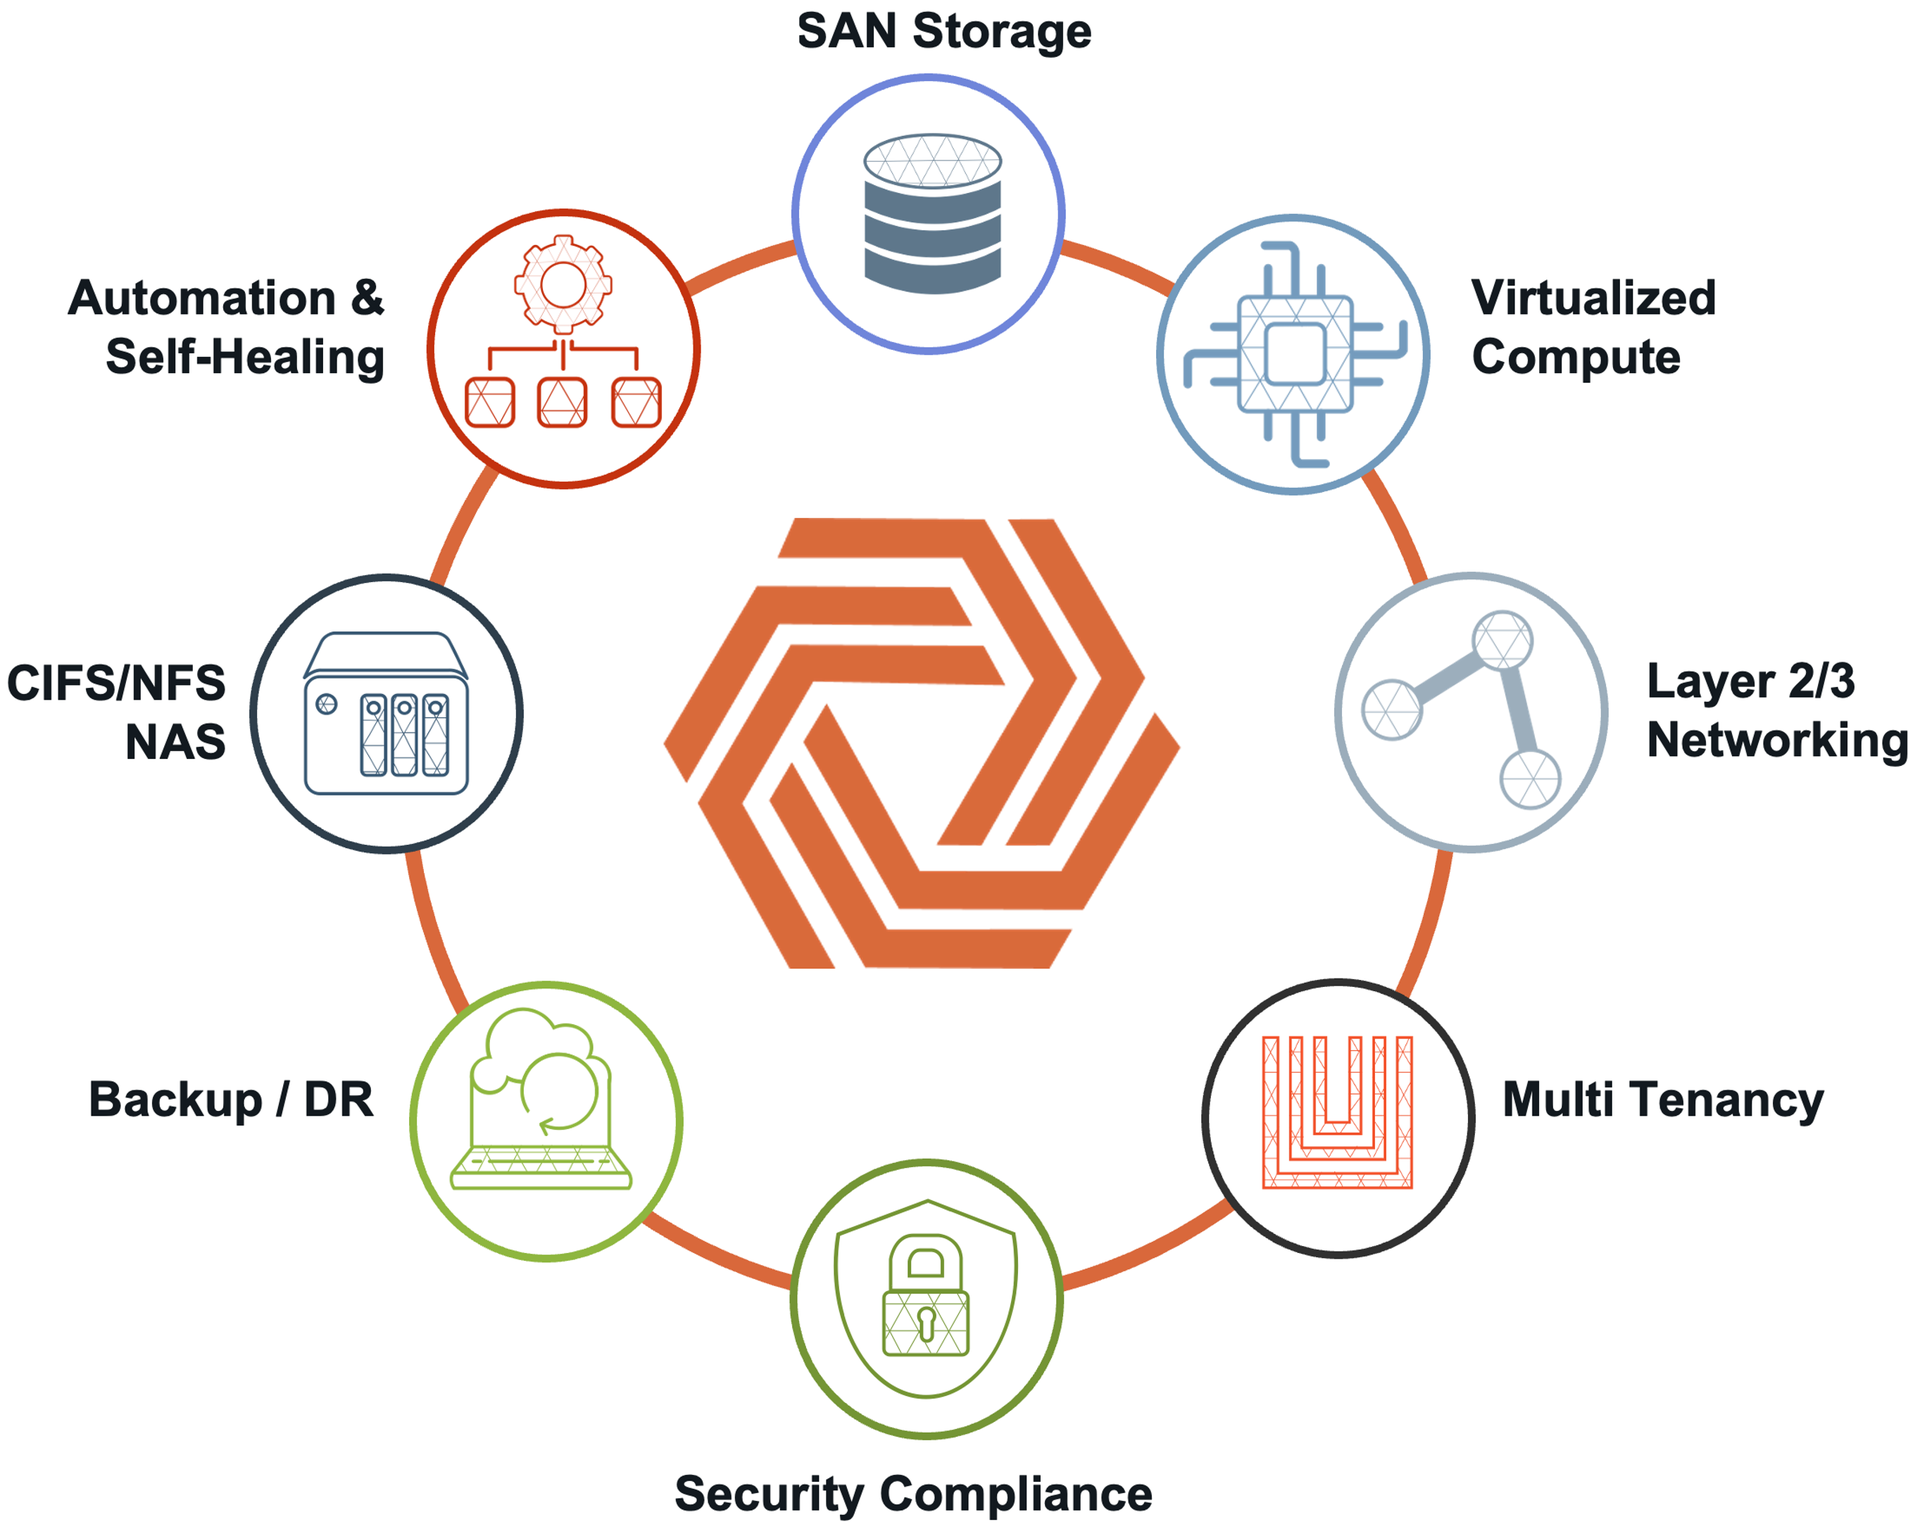 SAN Storage
Automation &
Self-Healing
Virtualized
Compute
CIFS/NFS
NAS
Layer 2/3
Networking
Backup / DR
Multi Tenancy
Security Compliance